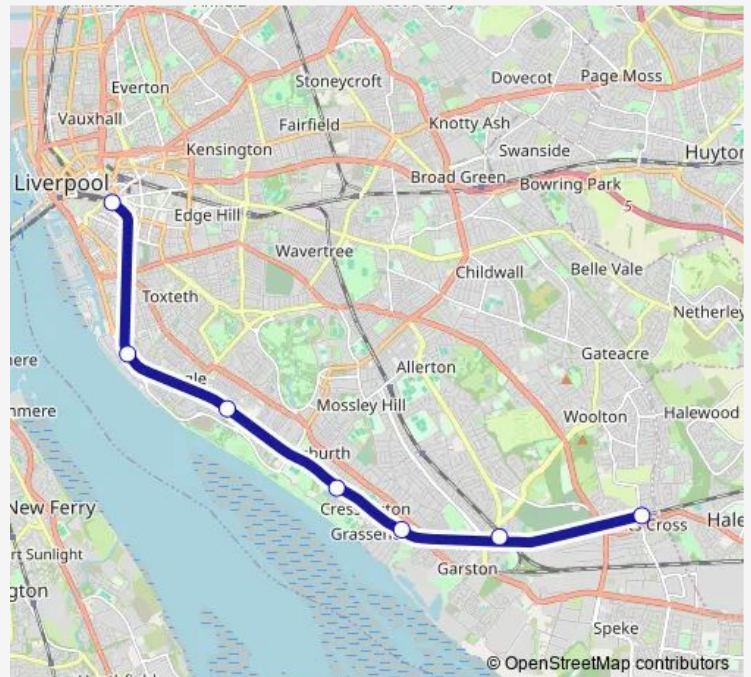 Everton
Stoneycroft
Dovecot
Page Moss
Vauxhall
Fairfield
Knotty Ash
Kensington
Swanside
Huyton
Liverpool
Broad Green
Bowring Park
Edge Hill
5
Wavertree
Childwall
Belle Vale
Toxteth
Netherley
Gateacre
Allerton
Mossley Hill
Woolton
Halewood
New Ferry
Garston
Speke
© OpenStreetMap contributors